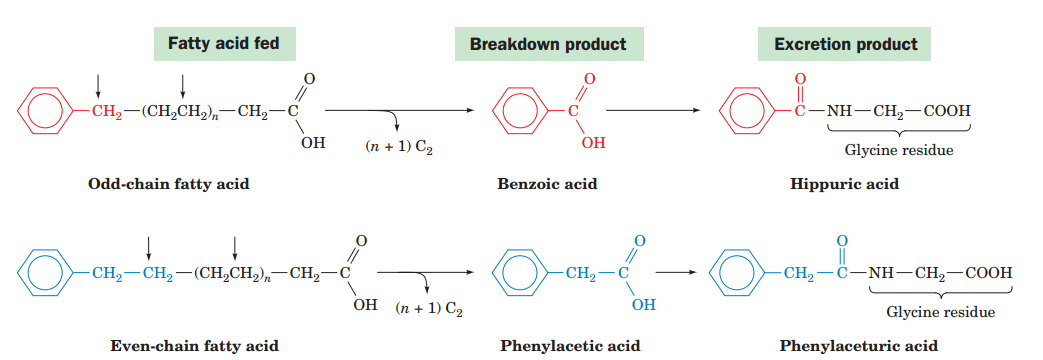 Fatty acid fed
Breakdown product
Excretion product
CH₂—(CH₂CH₂)ₙ—CH₂—C
O
OH
(n + 1) C₂
C
O
OH
O
C—NH—CH₂—COOH
Glycine residue
Odd-chain fatty acid
Benzoic acid
Hippuric acid
CH₂—CH₂—(CH₂CH₂)ₙ—CH₂—C
O
OH
(n + 1) C₂
CH₂—C
O
OH
O
CH₂—C—NH—CH₂—COOH
Glycine residue
Even-chain fatty acid
Phenylacetic acid
Phenylaceturic acid